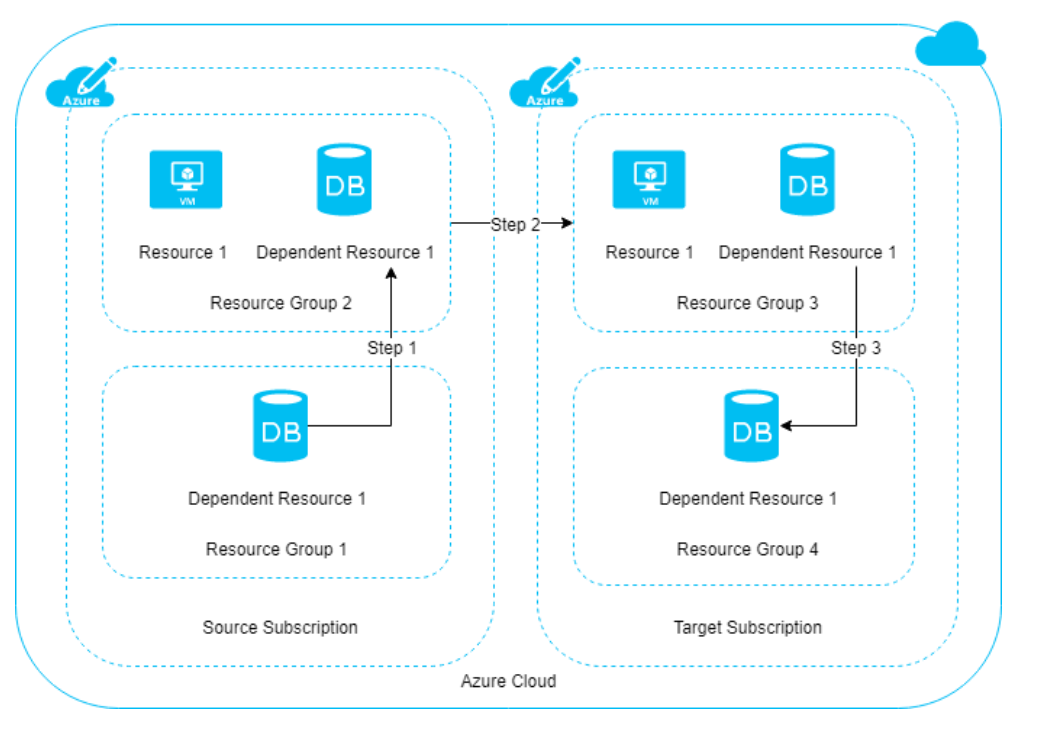 Azure
Azure
DB
DB
VM
VM
Step 2
Resource 1
Dependent Resource 1
Resource 1
Dependent Resource 1
Resource Group 2
Resource Group 3
Step 1
Step 3
DB
DB
Dependent Resource 1
Dependent Resource 1
Resource Group 1
Resource Group 4
Source Subscription
Target Subscription
Azure Cloud